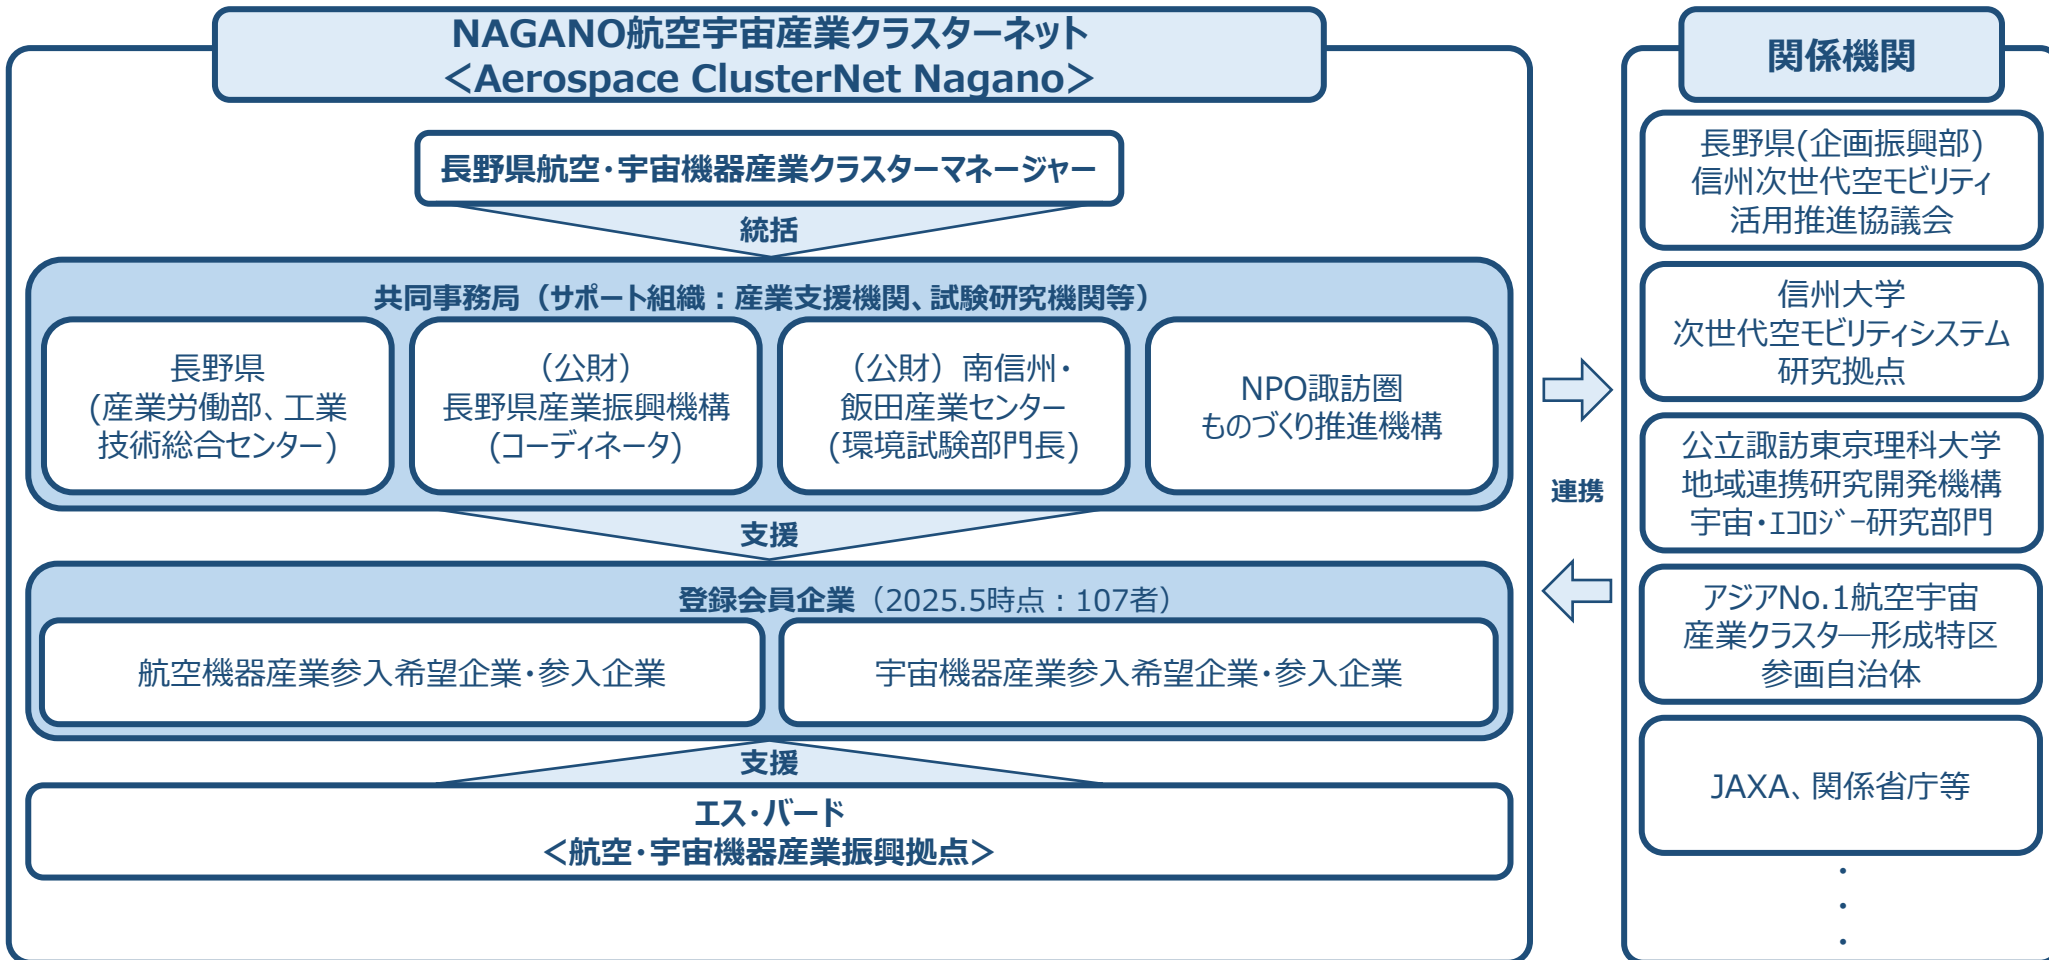 NAGANO航空宇宙産業クラスターネット
＜Aerospace ClusterNet Nagano＞
長野県航空・宇宙機器産業クラスターマネージャー
統括
共同事務局（サポート組織：産業支援機関、試験研究機関等）
長野県
(産業労働部、工業
技術総合センター)
（公財）
長野県産業振興機構
(コーディネータ)
（公財）南信州・
飯田産業センター
(環境試験部門長)
NPO諏訪圏
ものづくり推進機構
支援
登録会員企業（2025.5時点：107者）
航空機器産業参入希望企業・参入企業
宇宙機器産業参入希望企業・参入企業
支援
エス・バード
＜航空・宇宙機器産業振興拠点＞
連携
関係機関
長野県(企画振興部)
信州次世代空モビリティ
活用推進協議会
信州大学
次世代空モビリティシステム
研究拠点
公立諏訪東京理科大学
地域連携研究開発機構
宇宙・ｴｺﾛｼﾞｰ研究部門
アジアNo.1航空宇宙
産業クラスタ―形成特区
参画自治体
JAXA、関係省庁等
・
・
・